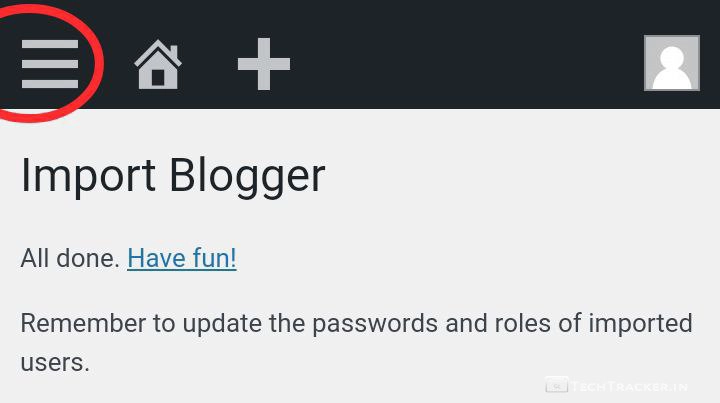 Import Blogger
All done. Have fun!
Remember to update the passwords and roles of imported
users.
TECHTRACKER.IN